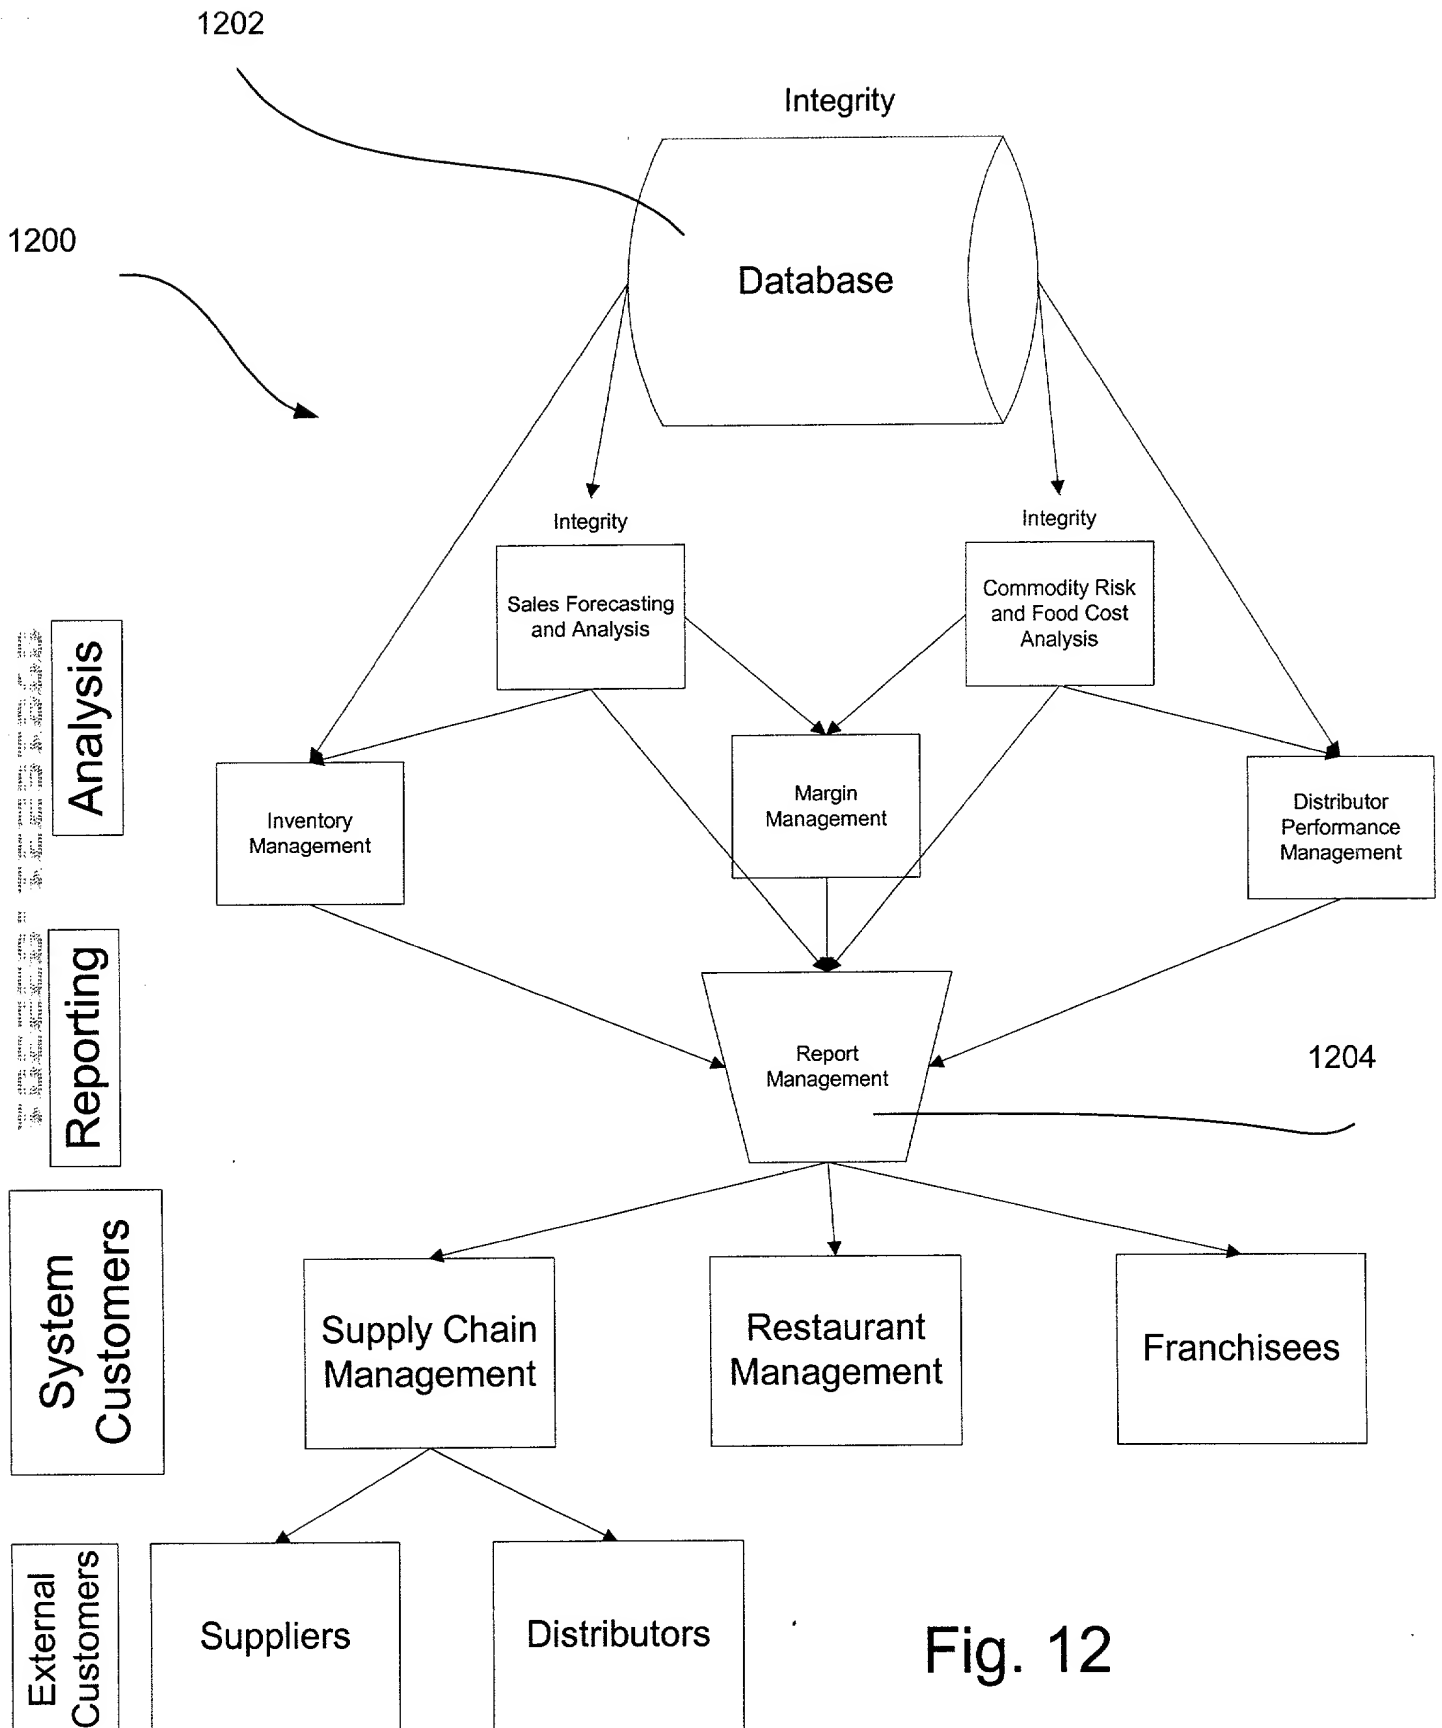 1202
Integrity
1200
Database
Integrity
Integrity
Sales Forecasting
and Analysis
Commodity Risk
and Food Cost
Analysis
Analysis
Inventory
Management
Margin
Management
Distributor
Performance
Management
Reporting
Report
Management
1204
System
Customers
Supply Chain
Management
Restaurant
Management
Franchisees
External
Customers
Suppliers
Distributors
Fig. 12